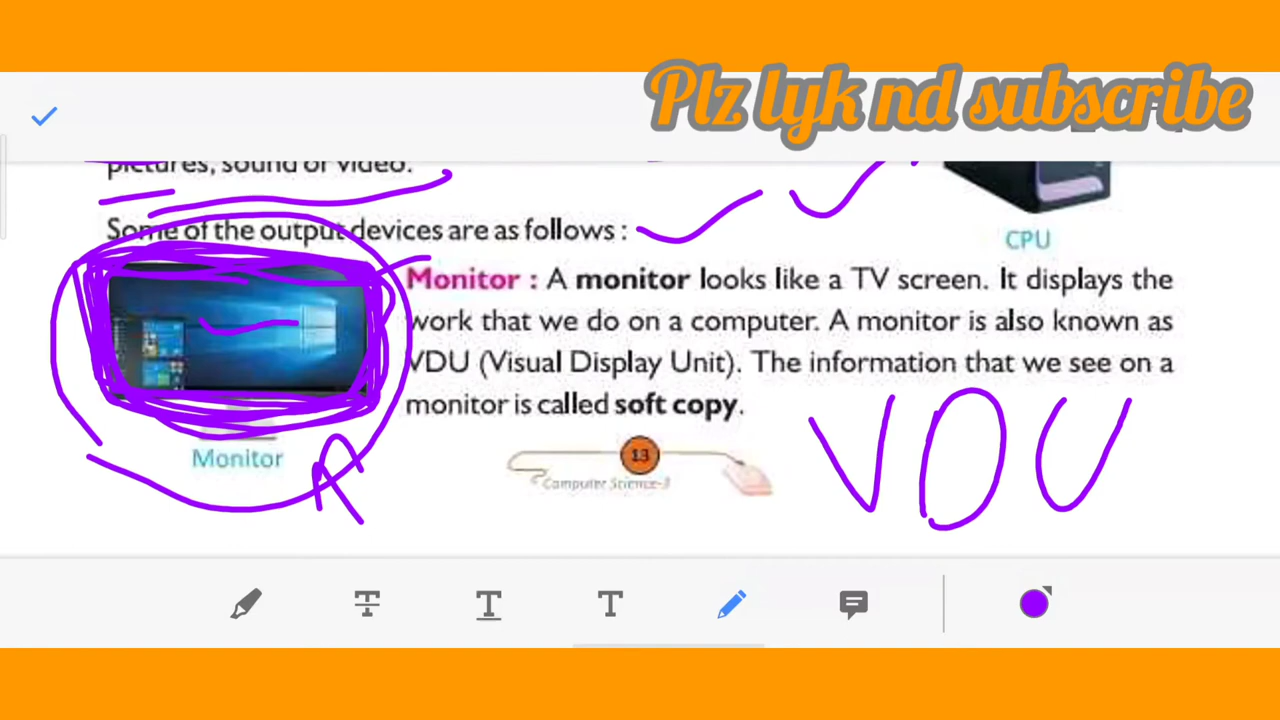 Plz lyk nd subscribe
pictures, sound or video.
Some of the output devices are as follows :
CPU
Monitor : A monitor looks like a TV screen. It displays the
work that we do on a computer. A monitor is also known as
VDU (Visual Display Unit). The information that we see on a
monitor is called soft copy.
Monitor
13
Computer Science-3
VDU